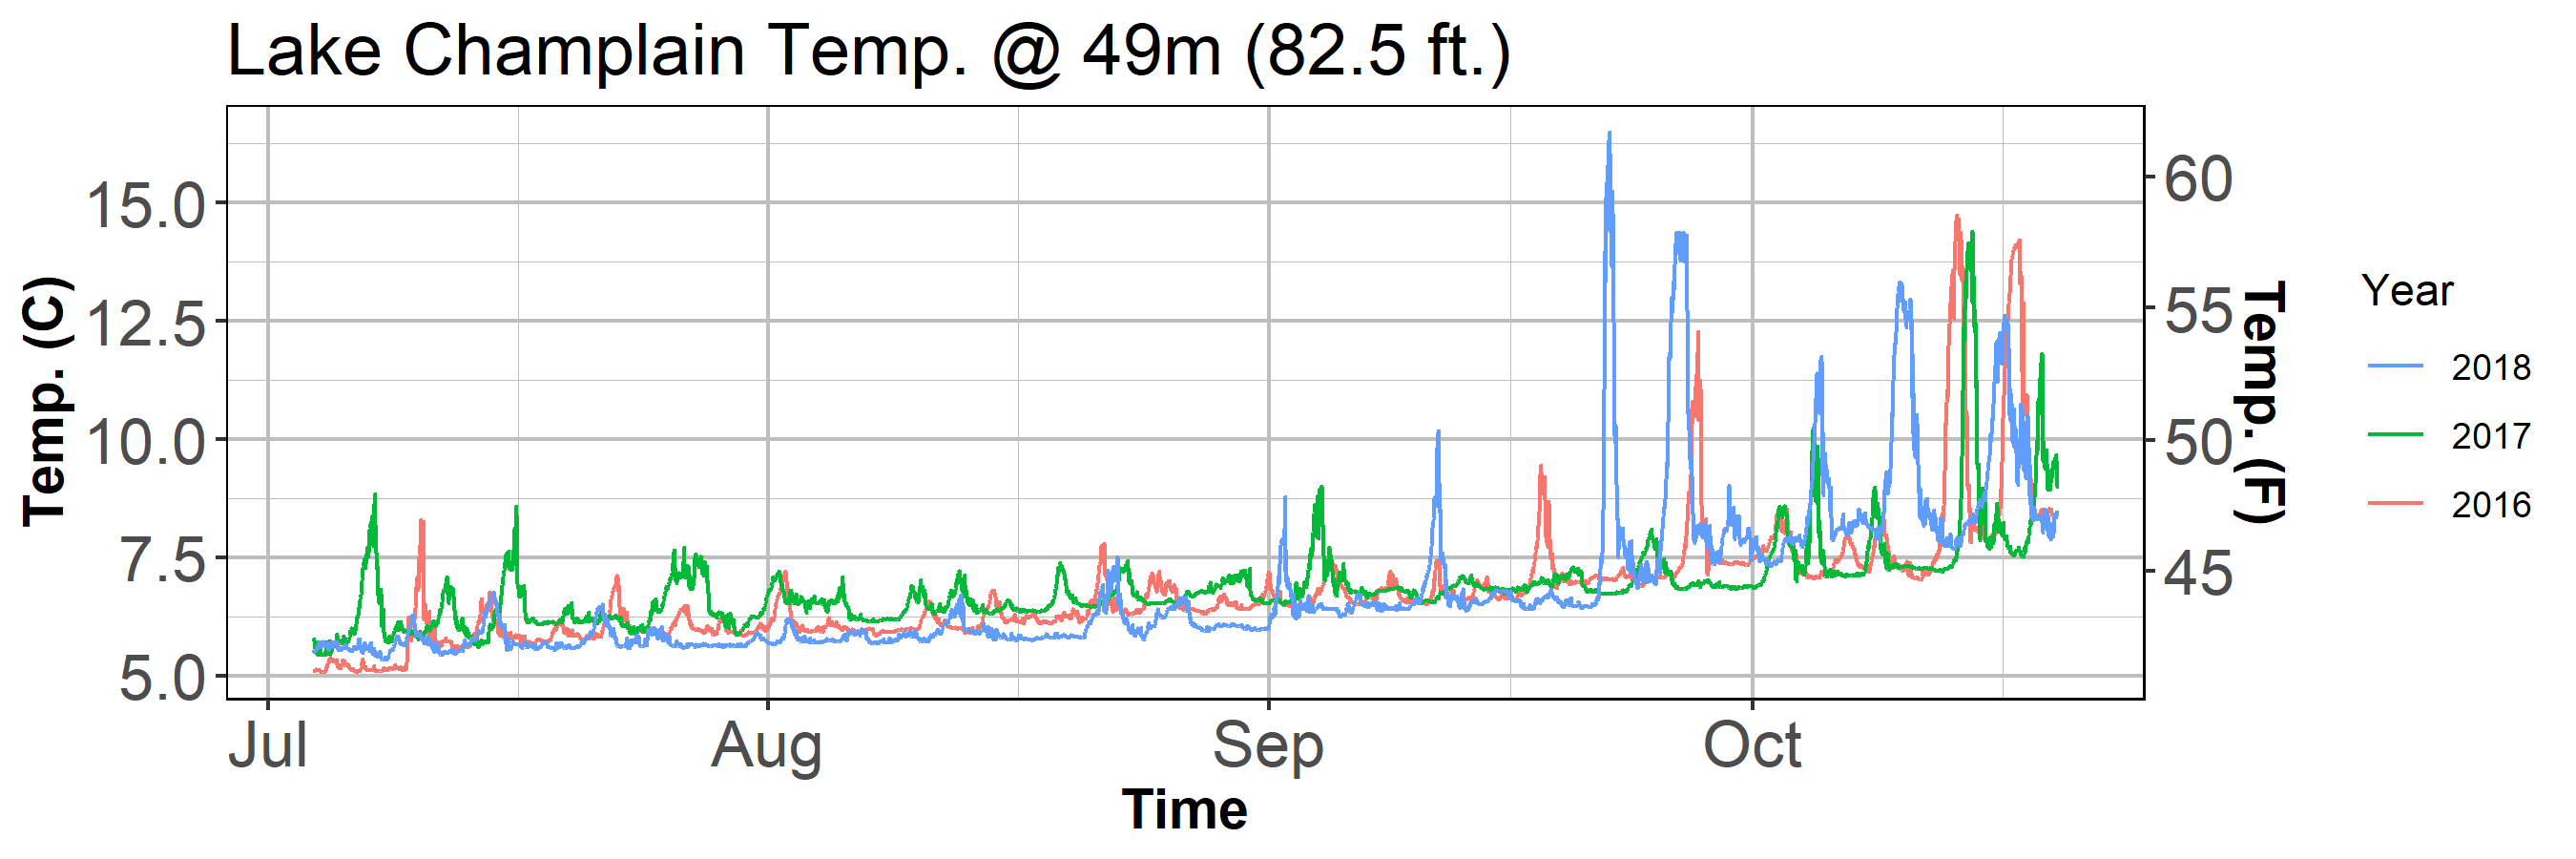 Lake Champlain Temp. @ 49m (82.5 ft.)
Temp. (C)
15.0
12.5
10.0
7.5
5.0
60
55
50
45
Temp. (F)
Jul Aug Sep Oct
Time
Year
2018
2017
2016